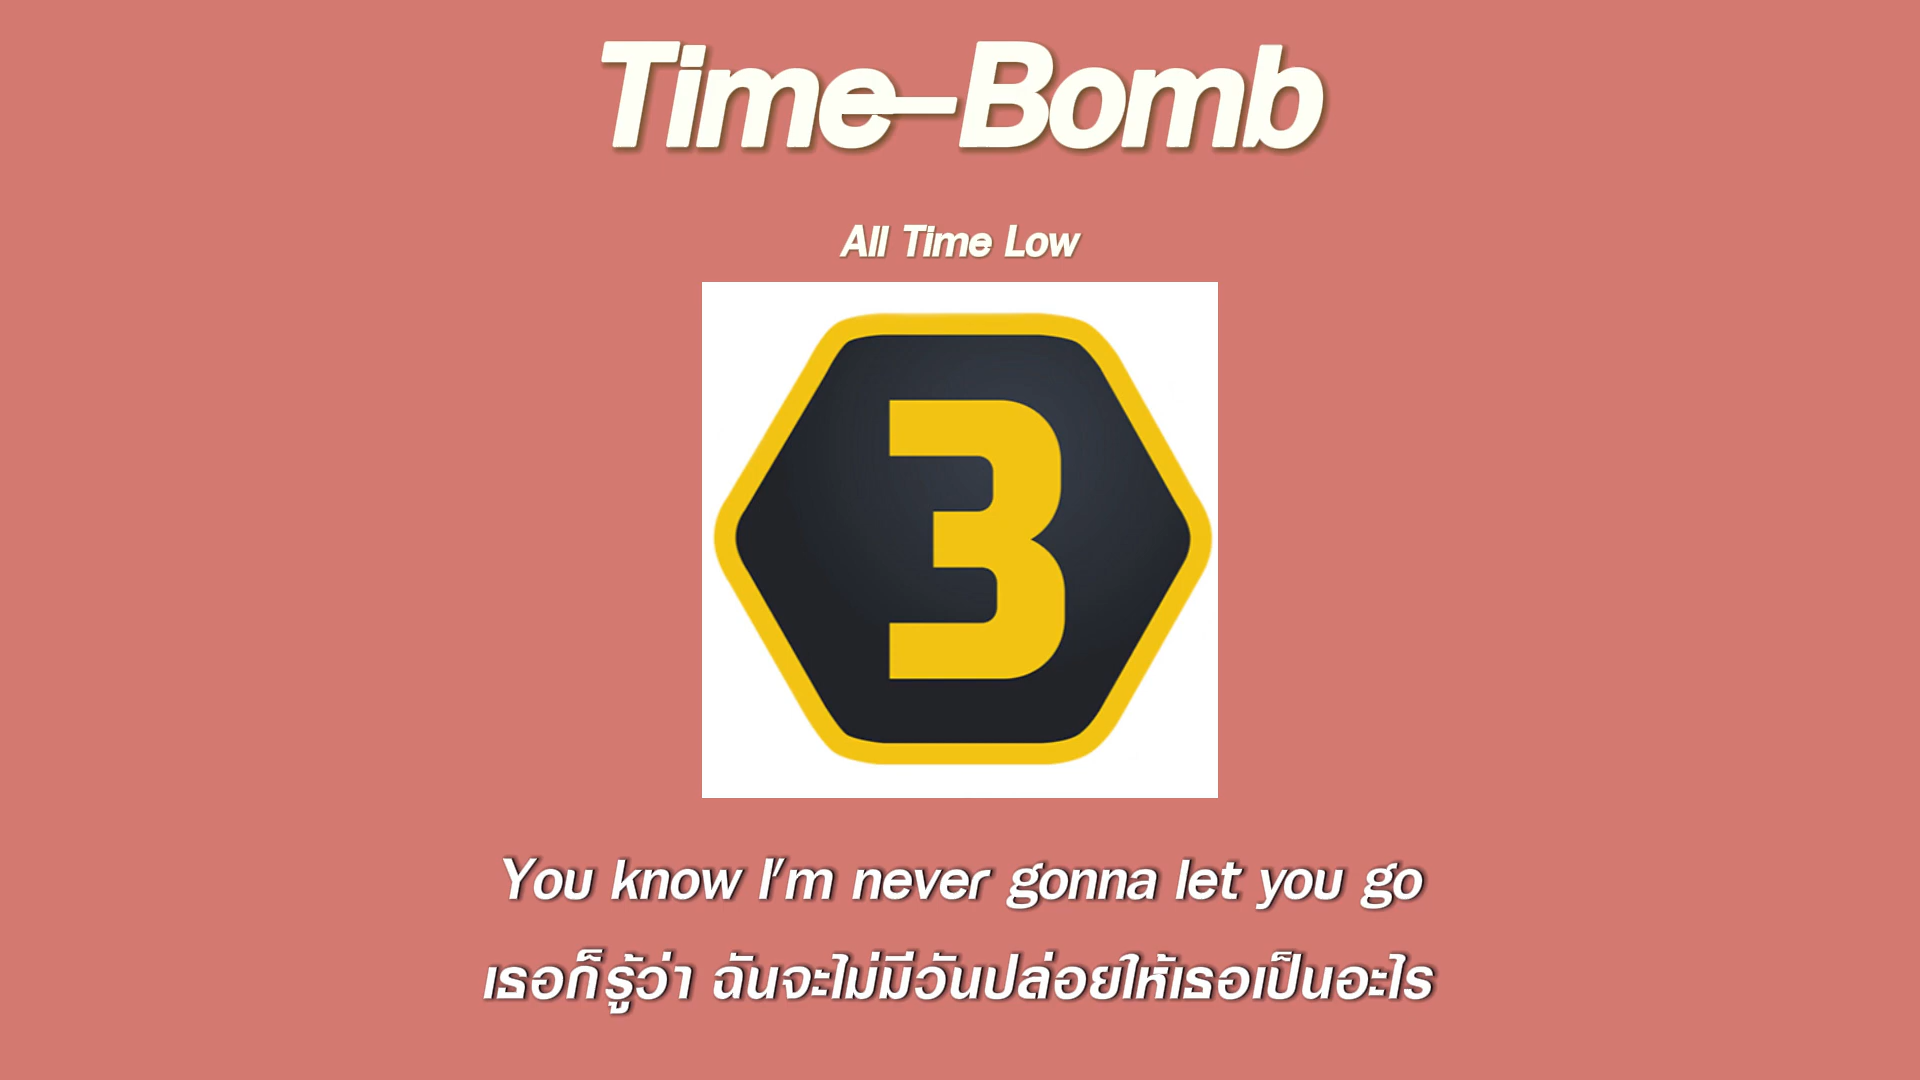 Time-Bomb
All Time Low
3
You know I'm never gonna let you go
เธอก็รู้ว่า ฉันจะไม่มีวันปล่อยให้เธอเป็นอะไร